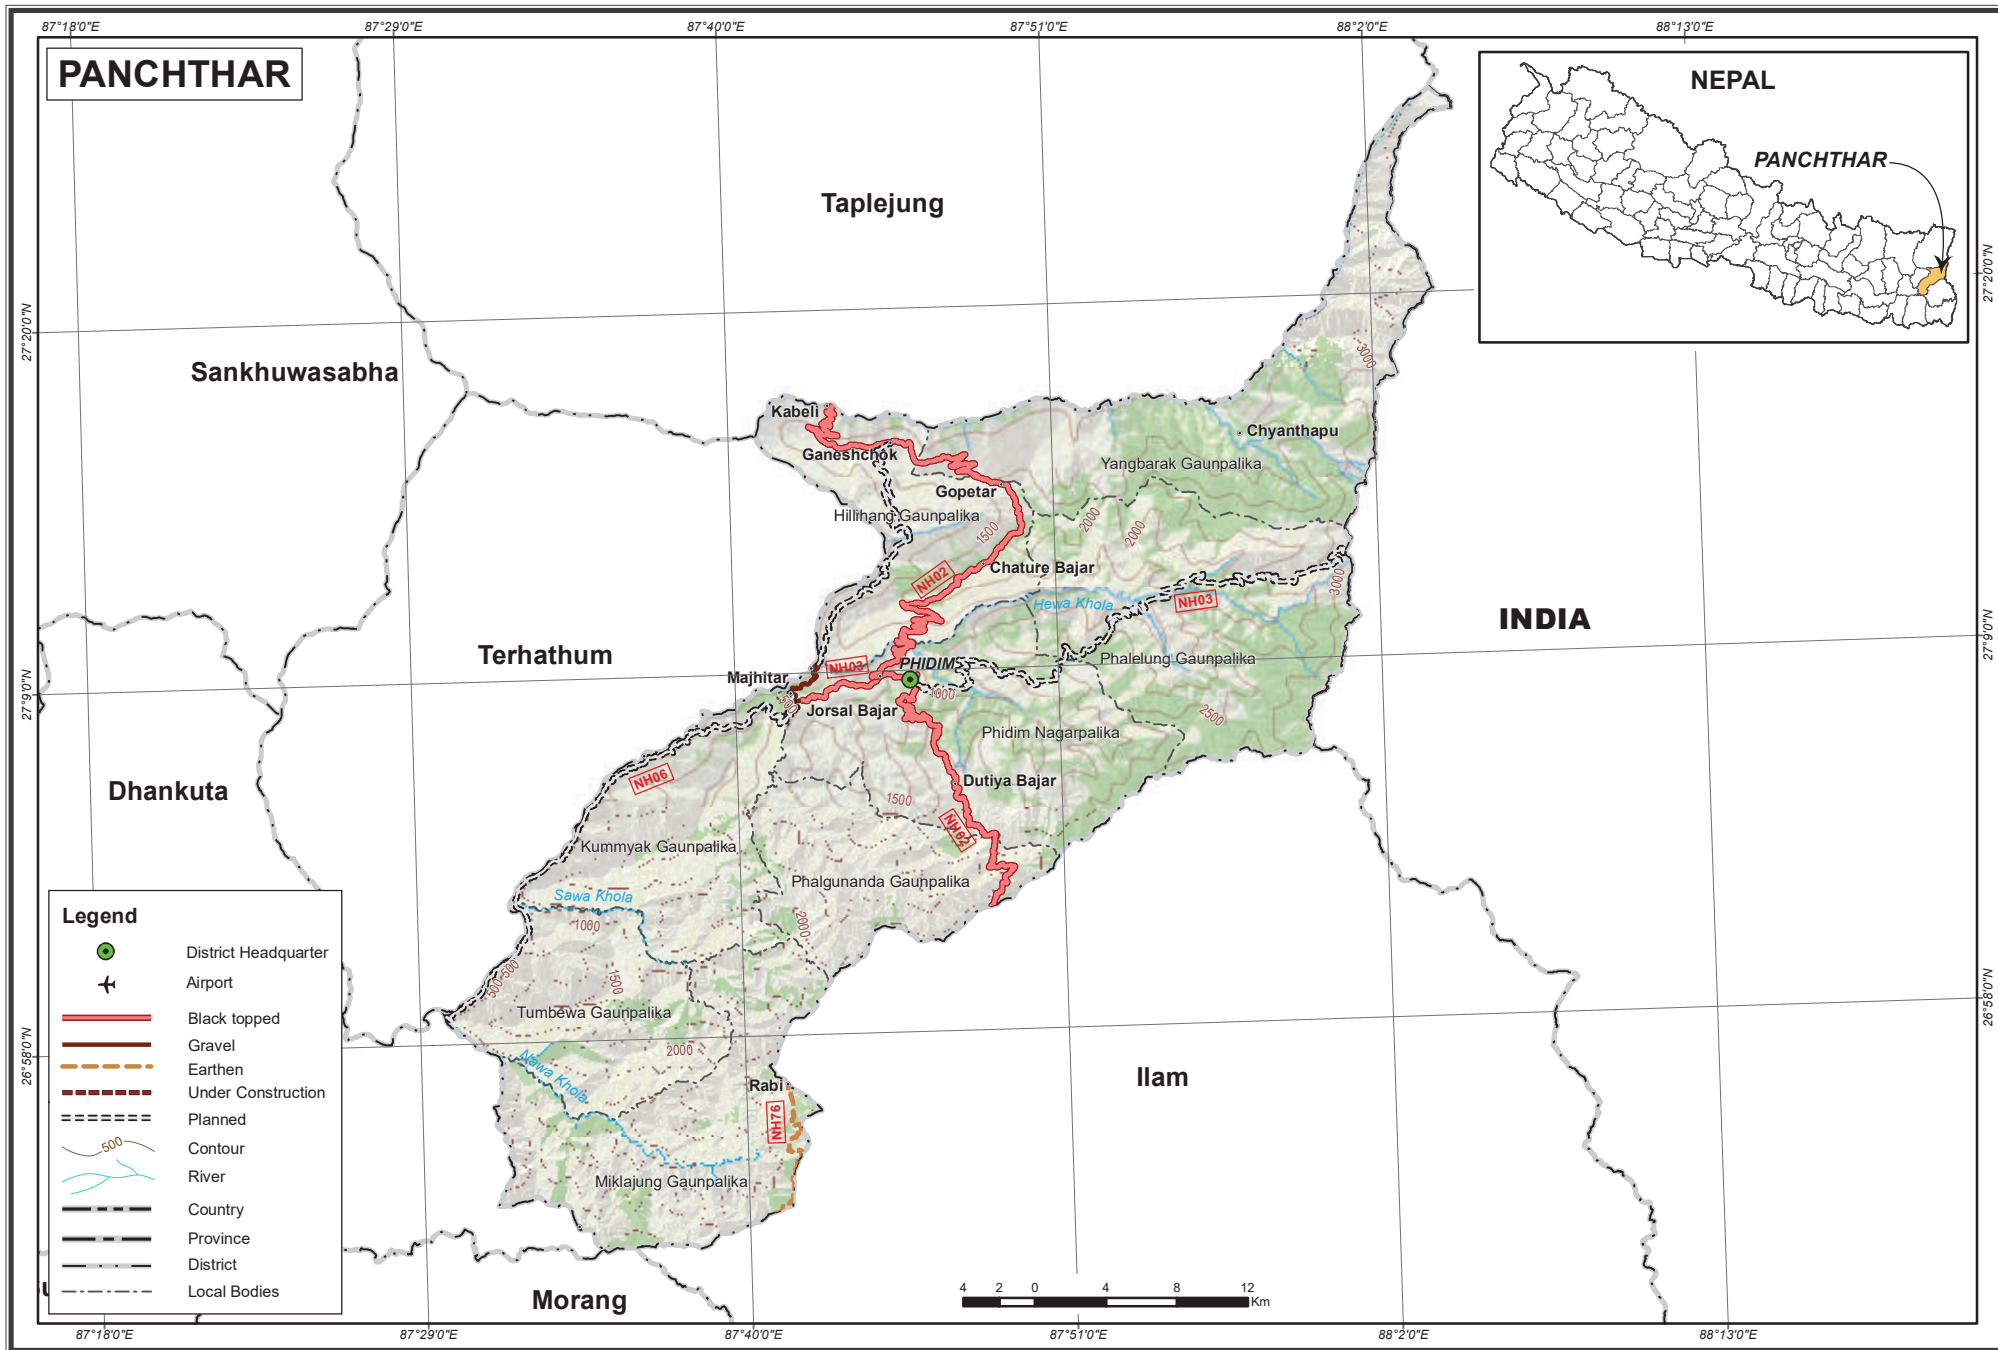 87°18'0"E
87°29'0"E
87°40'0"E
87°51'0"E
88°2'0"E
88°13'0"E
PANCHTHAR
NEPAL
PANCHTHAR
Taplejung
27°20'0"N
27°20'0"N
Sankhuwasabha
3000
Kabeli
Chyanthapu
Ganeshchok
Yangbarak Gaunpalika
Gopetar
Hillihang Gaunpalika
1500
2000
2000
Chature Bajar
NH02
3000
Hewa Khola
NH03
INDIA
27°9'0"N
Terhathum
PHIDIM
Phalelung Gaunpalika
NH03
Majhitar
27°9'0"N
1000
500
Jorsal Bajar
2500
Phidim Nagarpalika
NH06
Dutiya Bajar
Dhankuta
1500
NH02
Kummyak Gaunpalika
Phalgunanda Gaunpalika
Sawa Khola
1000
2000
500
500
1500
26°58'0"N
Tumbewa Gaunpalika
2000
26°58'0"N
Nawa Khola
Ilam
Rabi
NH76
Miklajung Gaunpalika
Morang
Legend
District Headquarter
Airport
Black topped
Gravel
Earthen
Under Construction
Planned
500
Contour
River
Country
Province
District
Local Bodies
4 2 0 4 8 12
Km
87°18'0"E
87°29'0"E
87°40'0"E
87°51'0"E
88°2'0"E
88°13'0"E